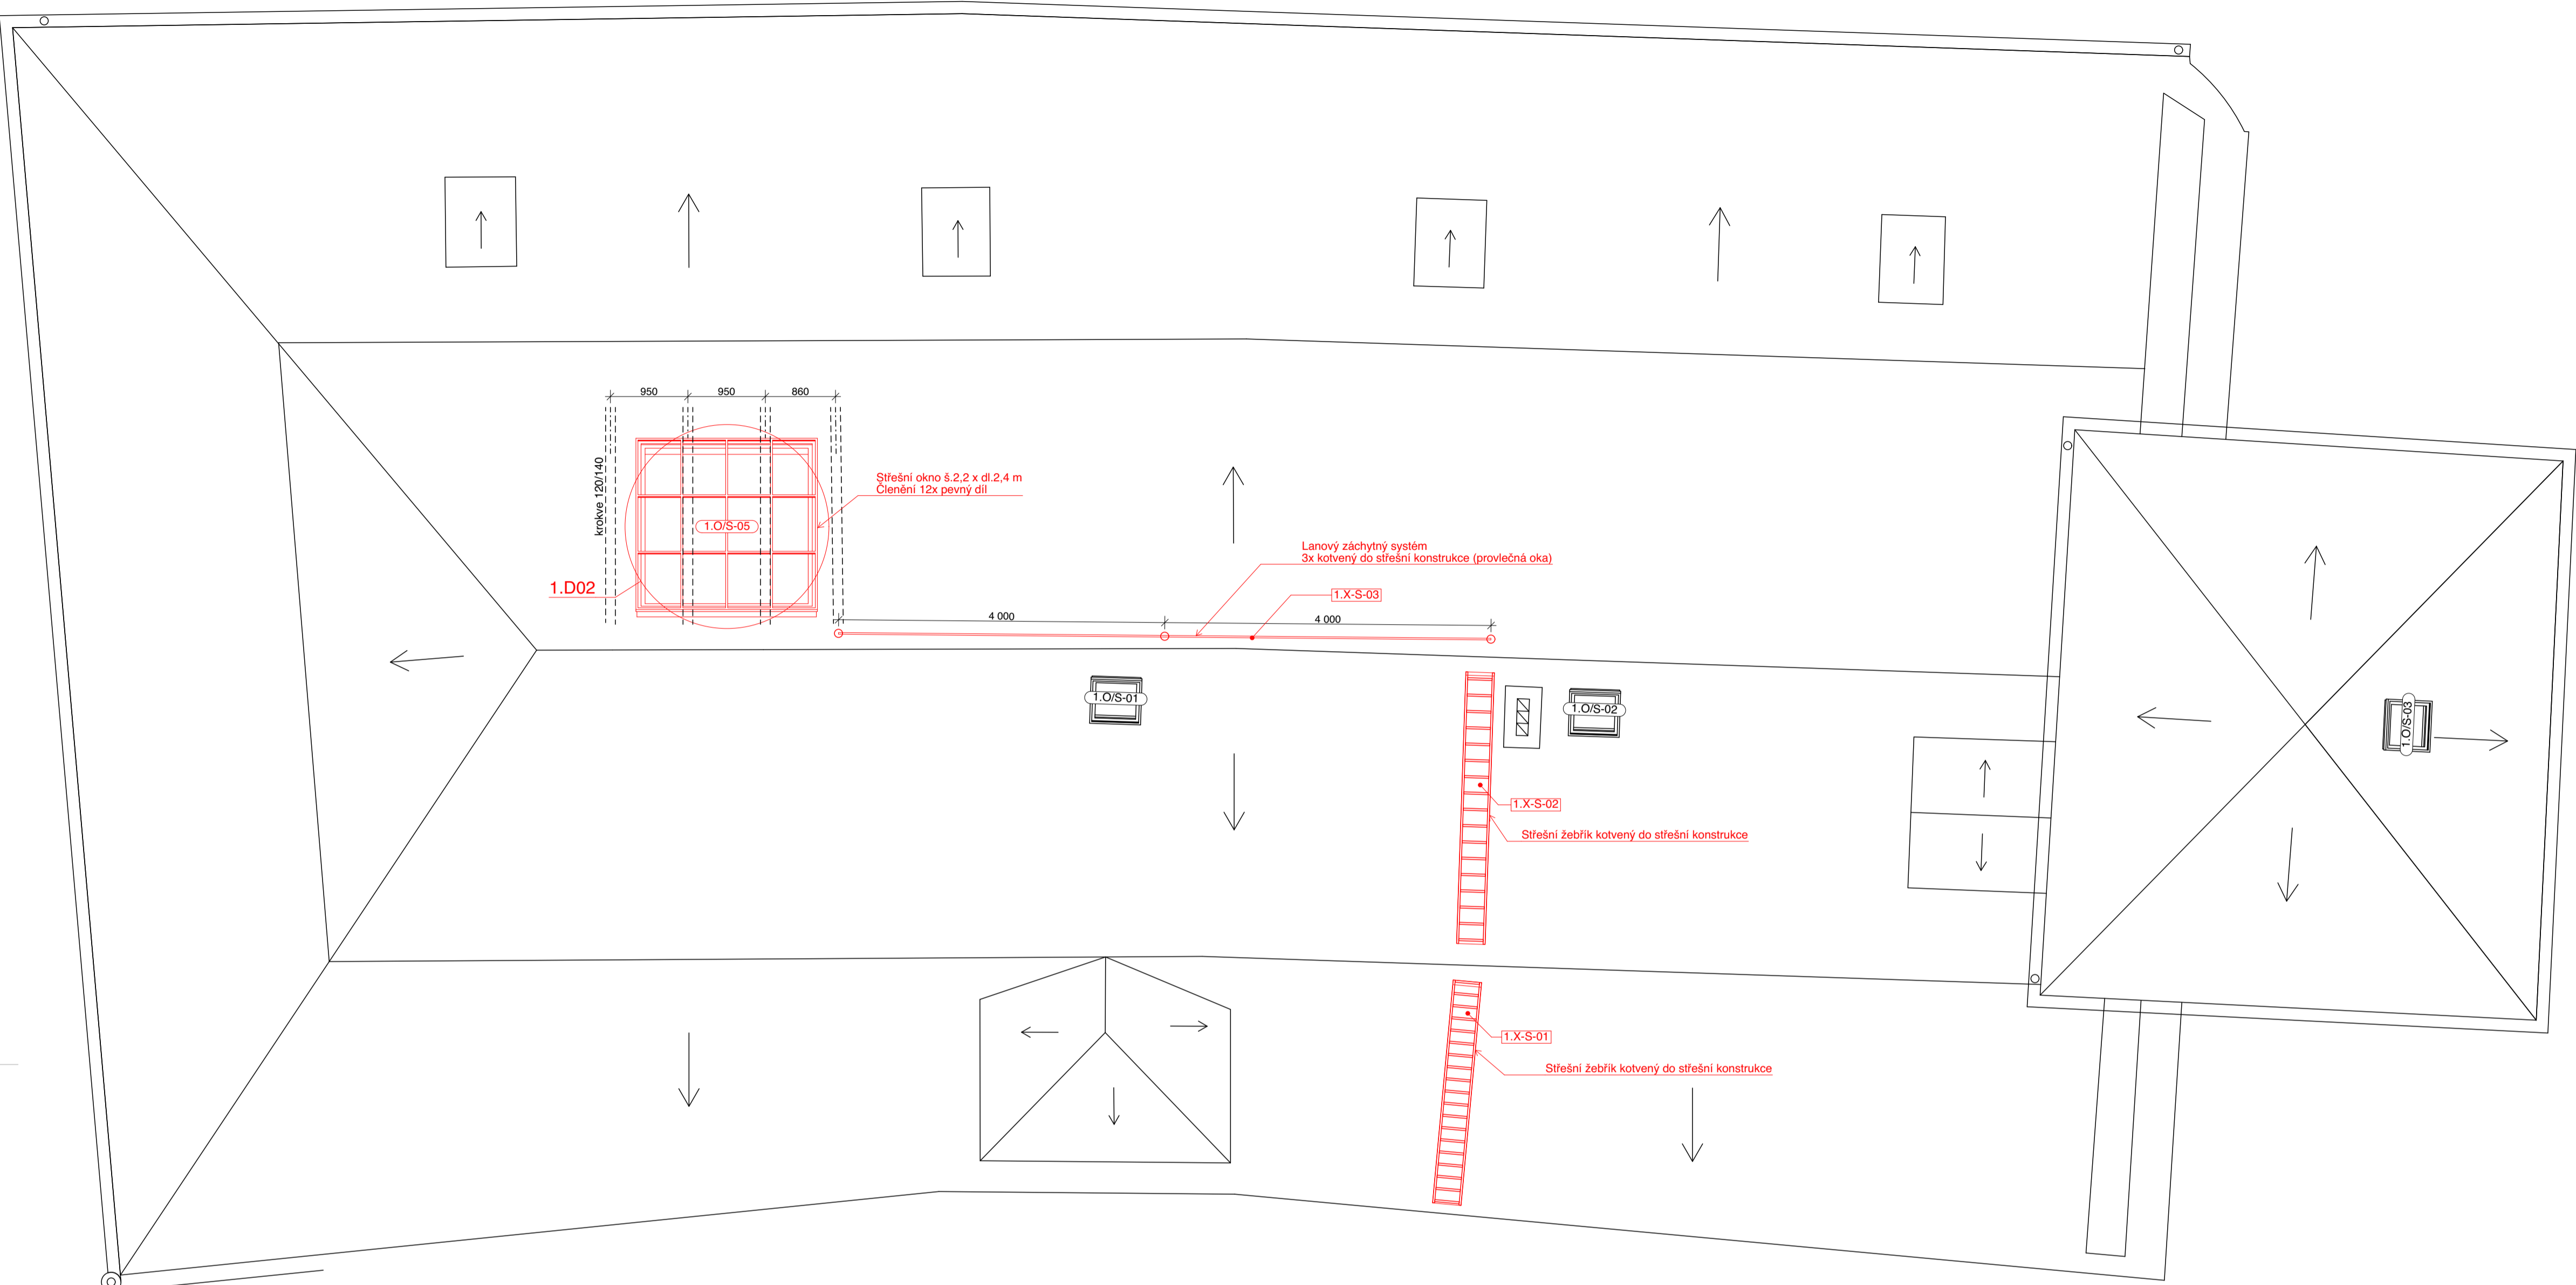 950
950
860
krokve 120/140
Střešní okno š.2,2 x dl.2,4 m
Členění 12x pevný díl
1.O/S-05
1.D02
Lanový záchytný systém
3x kotvený do střešní konstrukce (provlečná oka)
1.X-S-03
4 000
4 000
1.O/S-01
1.O/S-02
1.O/S-03
1.X-S-02
Střešní žebřík kotvený do střešní konstrukce
1.X-S-01
Střešní žebřík kotvený do střešní konstrukce